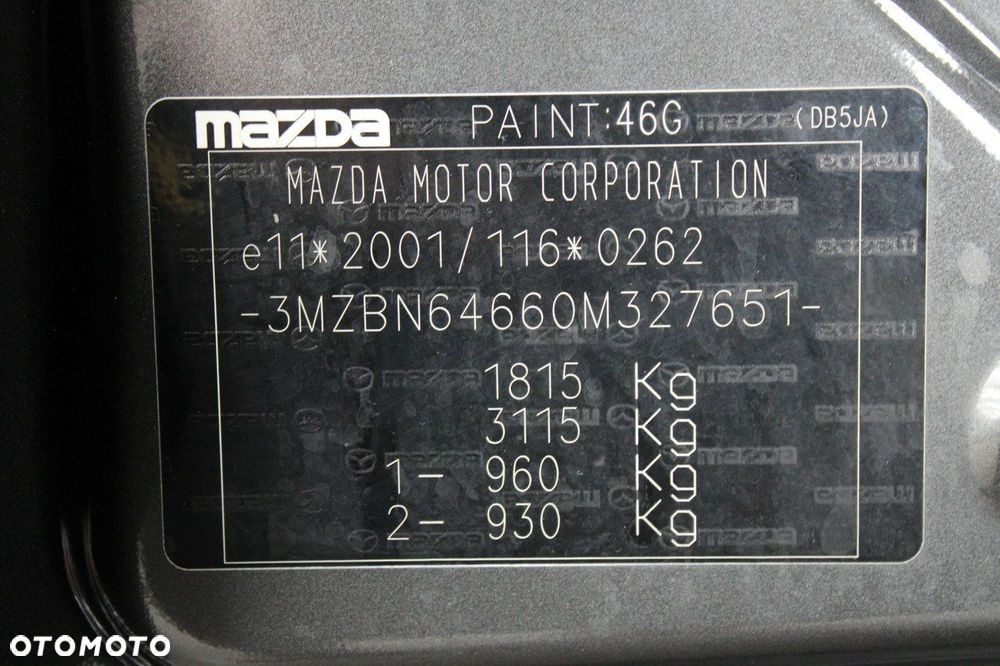 mazda PAINT:46G (DB5JA)
MAZDA MOTOR CORPORATION
e11*2001/116*0262
-3MZBN64660M327651-
1815 Kg
3115 Kg
1- 960 Kg
2- 930 Kg
OTOMOTO